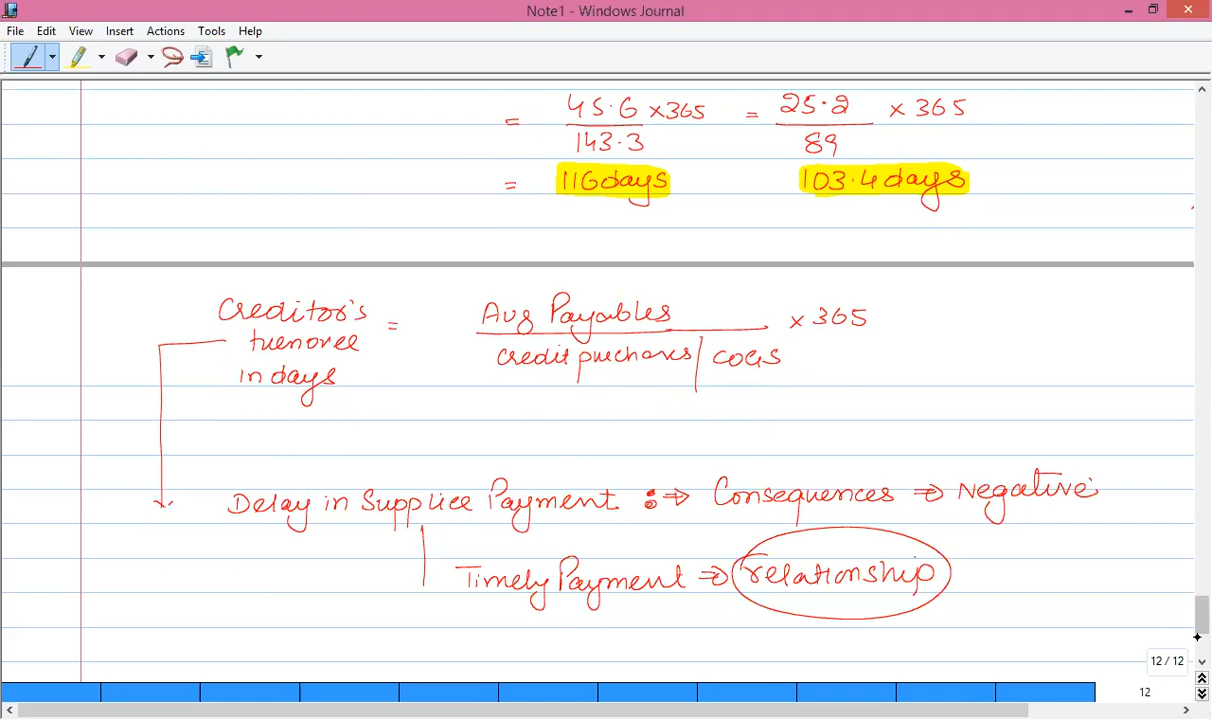 Note1 - Windows Journal
File Edit View Insert Actions Tools Help
= 45.6 x365 = 25.2 x 365
143.3 89
= 116days 103.4days
Creditor's turnover in days = Avg Payables x 365
credit purchases | COGS
Delay in Supplier Payment :⇒ Consequences ⇒ Negative
Timely Payment ⇒ relationship
12 / 12
12